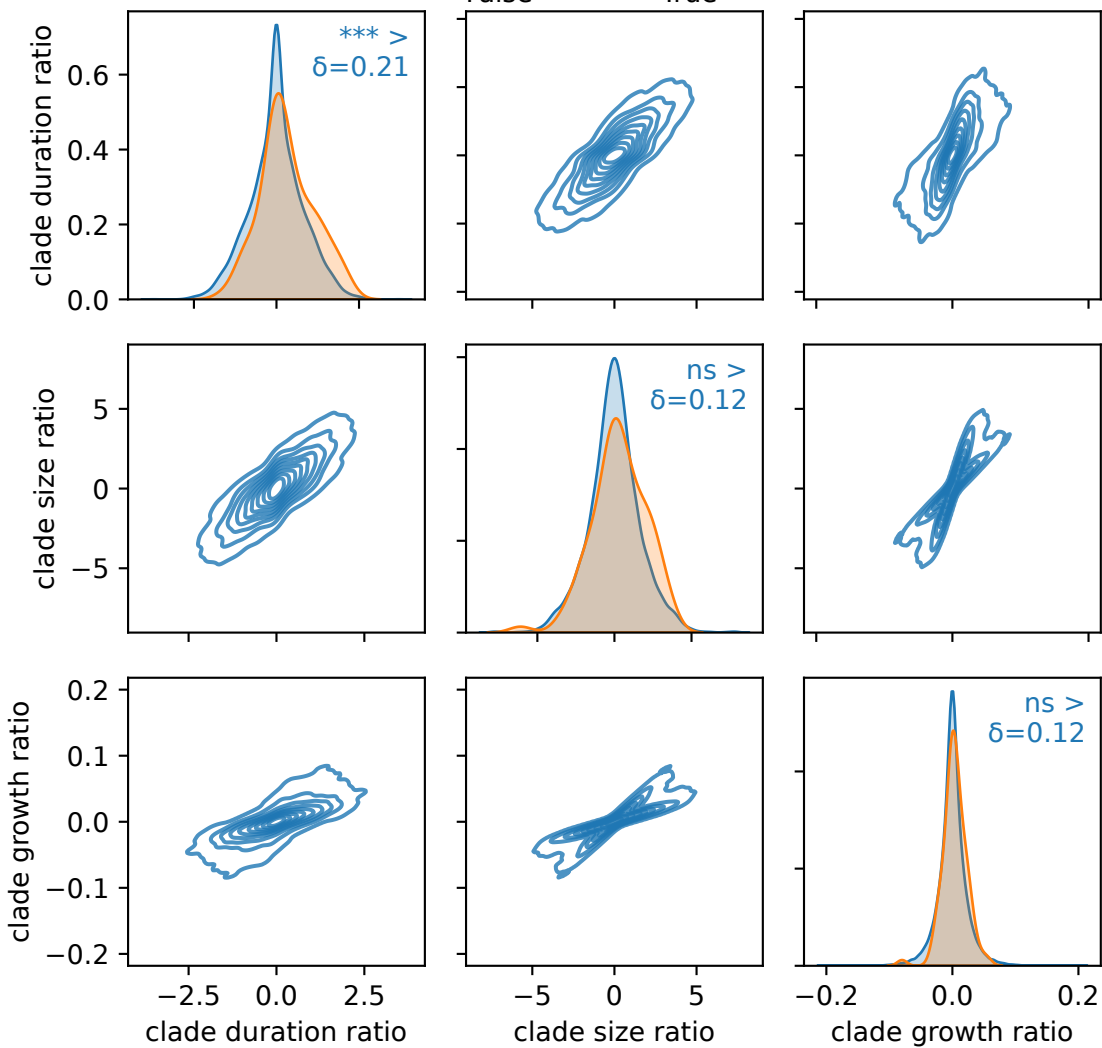 0.0
0.2
0.4
0.6
clade duration ratio
*** >
δ=0.21
−5
0
5
clade size ratio
ns >
δ=0.12
−0.2
−0.1
0.0
0.1
0.2
clade growth ratio
ns >
δ=0.12
−2.5
0.0
2.5
clade duration ratio
−5
0
5
clade size ratio
−0.2
0.0
0.2
clade growth ratio